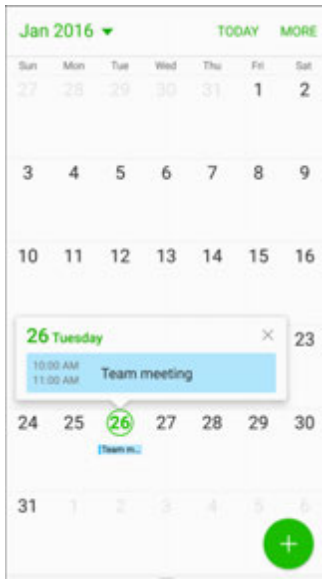 Jan 2016 TODAY MORE
Sun Mon Tue Wed Thu Fri Sat
27 28 29 30 31 1 2
3 4 5 6 7 8 9
10 11 12 13 14 15 16
26 Tuesday
23
10:00 AM
11:00 AM
Team meeting
24 25 26 27 28 29 30
Team m...
31 1 2 3 4 5 6
+